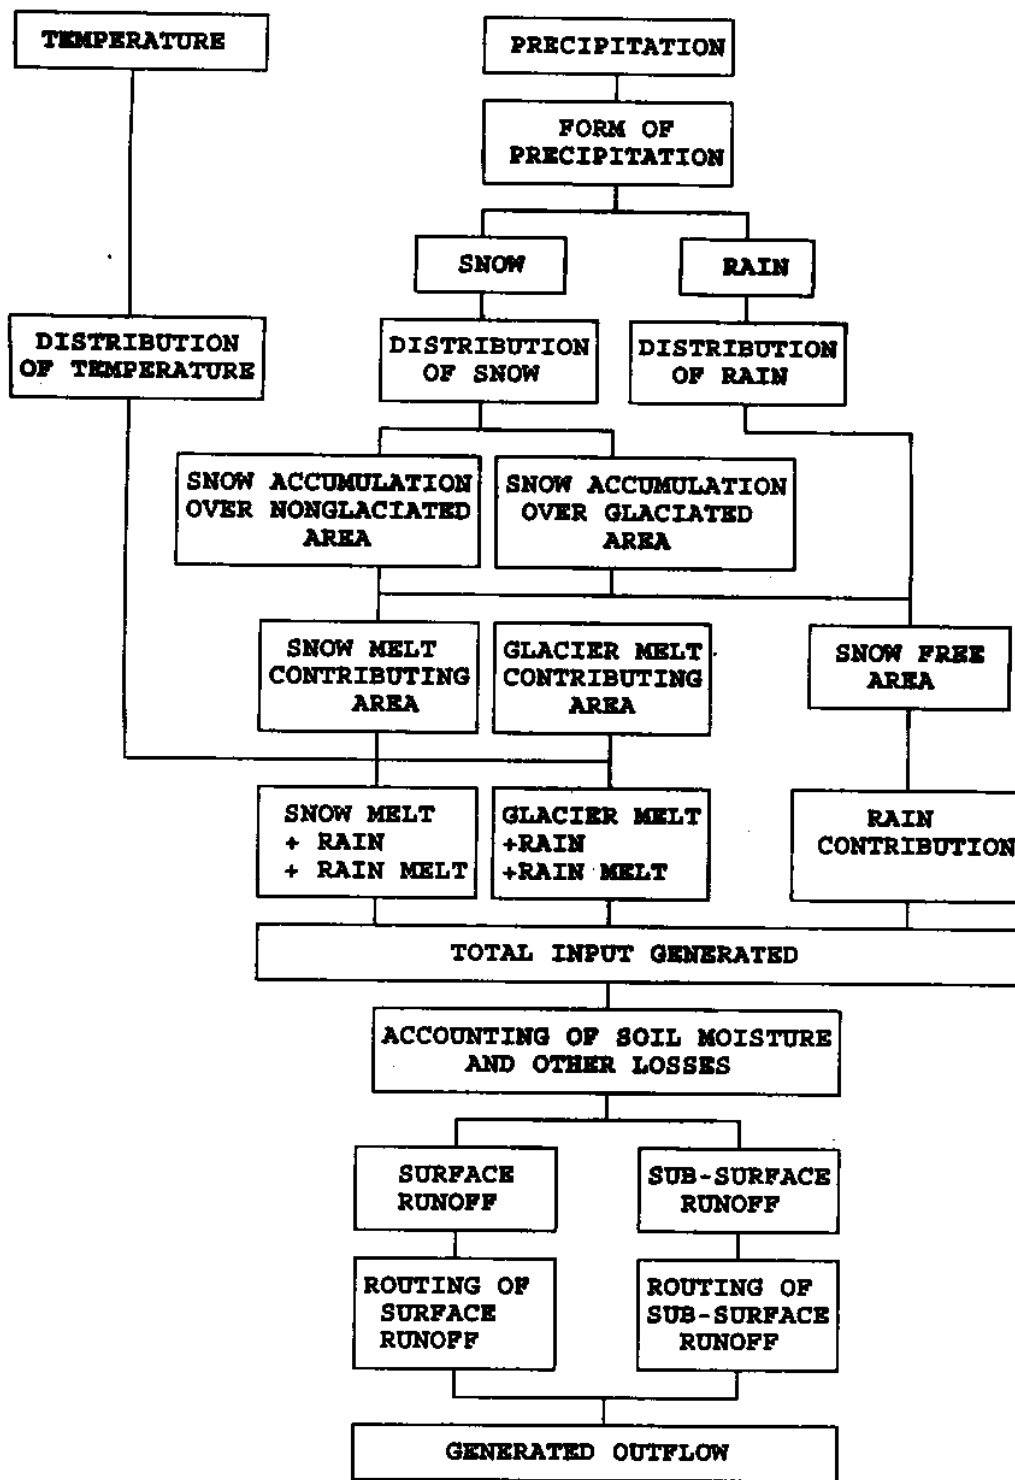 TEMPERATURE
PRECIPITATION
FORM OF
PRECIPITATION
SNOW
RAIN
DISTRIBUTION
OF TEMPERATURE
DISTRIBUTION
OF SNOW
DISTRIBUTION
OF RAIN
SNOW ACCUMULATION
OVER NONGLACIATED
AREA
SNOW ACCUMULATION
OVER GLACIATED
AREA
SNOW MELT
CONTRIBUTING
AREA
GLACIER MELT
CONTRIBUTING
AREA
SNOW FREE
AREA
SNOW MELT
+ RAIN
+ RAIN MELT
GLACIER MELT
+RAIN
+RAIN MELT
RAIN
CONTRIBUTION
TOTAL INPUT GENERATED
ACCOUNTING OF SOIL MOISTURE
AND OTHER LOSSES
SURFACE
RUNOFF
SUB-SURFACE
RUNOFF
ROUTING OF
SURFACE
RUNOFF
ROUTING OF
SUB-SURFACE
RUNOFF
GENERATED OUTFLOW